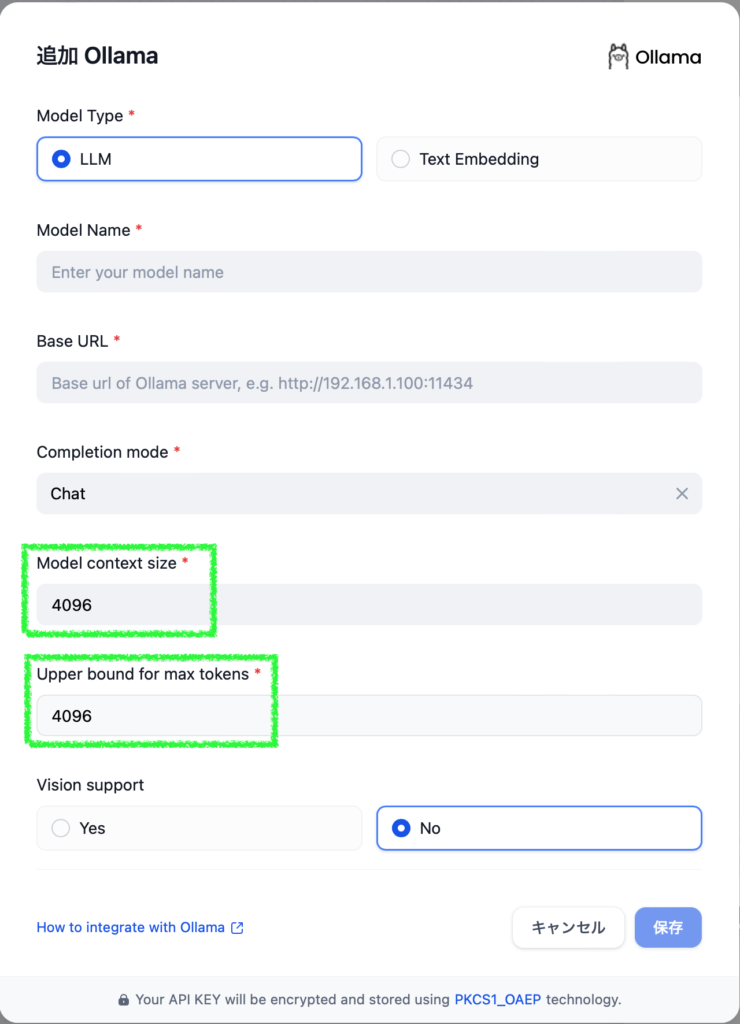 追加 Ollama
Ollama
Model Type *
LLM
Text Embedding
Model Name *
Enter your model name
Base URL *
Base url of Ollama server, e.g. http://192.168.1.100:11434
Completion mode *
Chat
Model context size *
4096
Upper bound for max tokens *
4096
Vision support
Yes
No
How to integrate with Ollama
キャンセル
保存
Your API KEY will be encrypted and stored using PKCS1_OAEP technology.